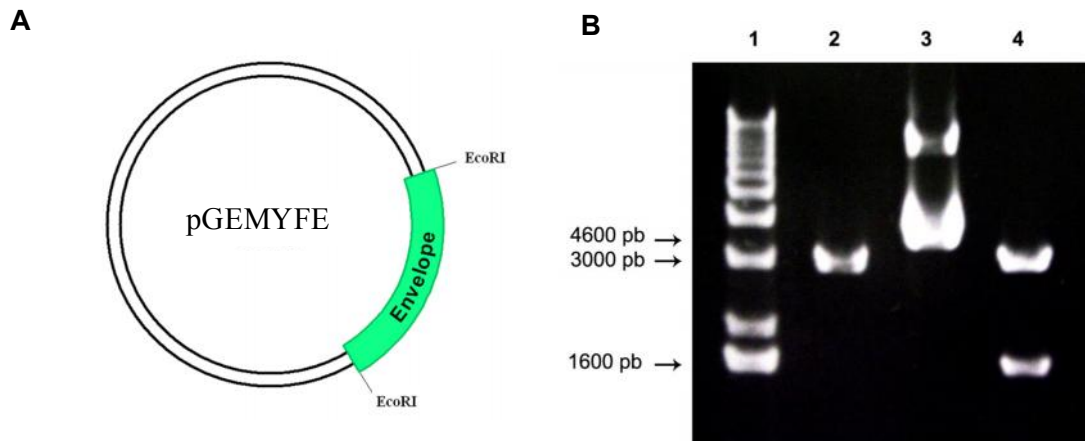 A
EcoRI
pGEMYFE
Envelope
EcoRI
B
1 2 3 4
4600 pb →
3000 pb →
1600 pb →